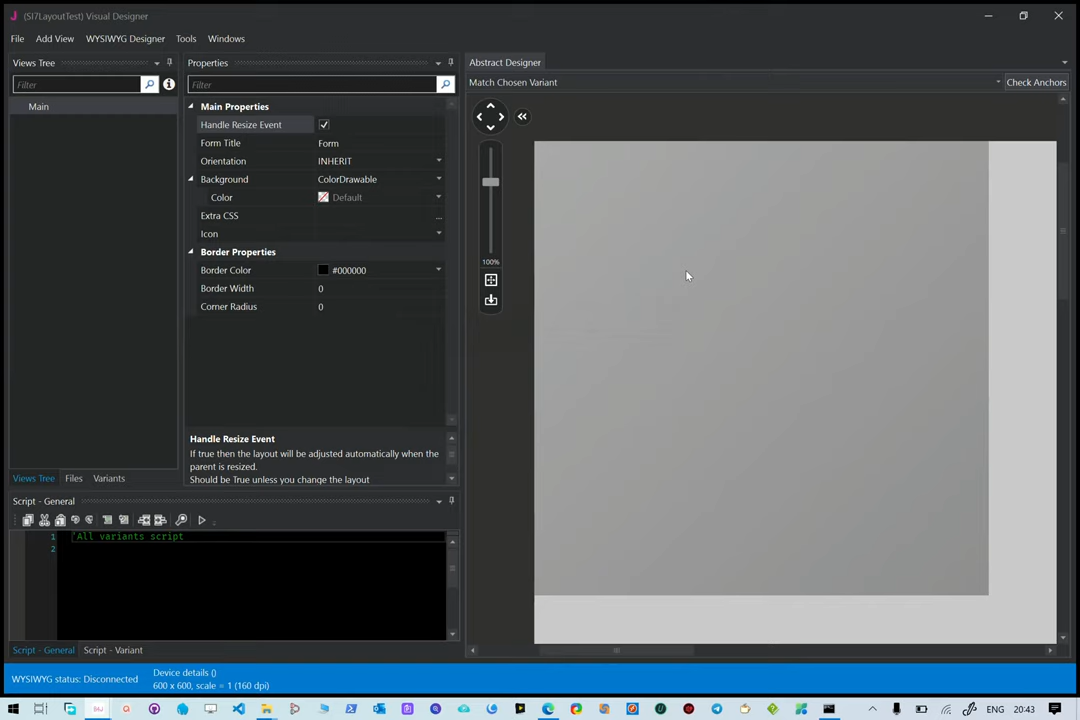 J (SI7LayoutTest) Visual Designer
File Add View WYSIWYG Designer Tools Windows
Views Tree
Filter
Main
Properties
Filter
Main Properties
Handle Resize Event
Form Title Form
Orientation INHERIT
Background ColorDrawable
Color Default
Extra CSS ...
Icon
Border Properties
Border Color #000000
Border Width 0
Corner Radius 0
Handle Resize Event
If true then the layout will be adjusted automatically when the
parent is resized.
Should be True unless you change the layout
Views Tree Files Variants
Script - General
1 'All variants script
2
Script - General Script - Variant
Abstract Designer
Match Chosen Variant Check Anchors
100%
WYSIWYG status: Disconnected
Device details ()
600 x 600, scale = 1 (160 dpi)
ENG 20:43